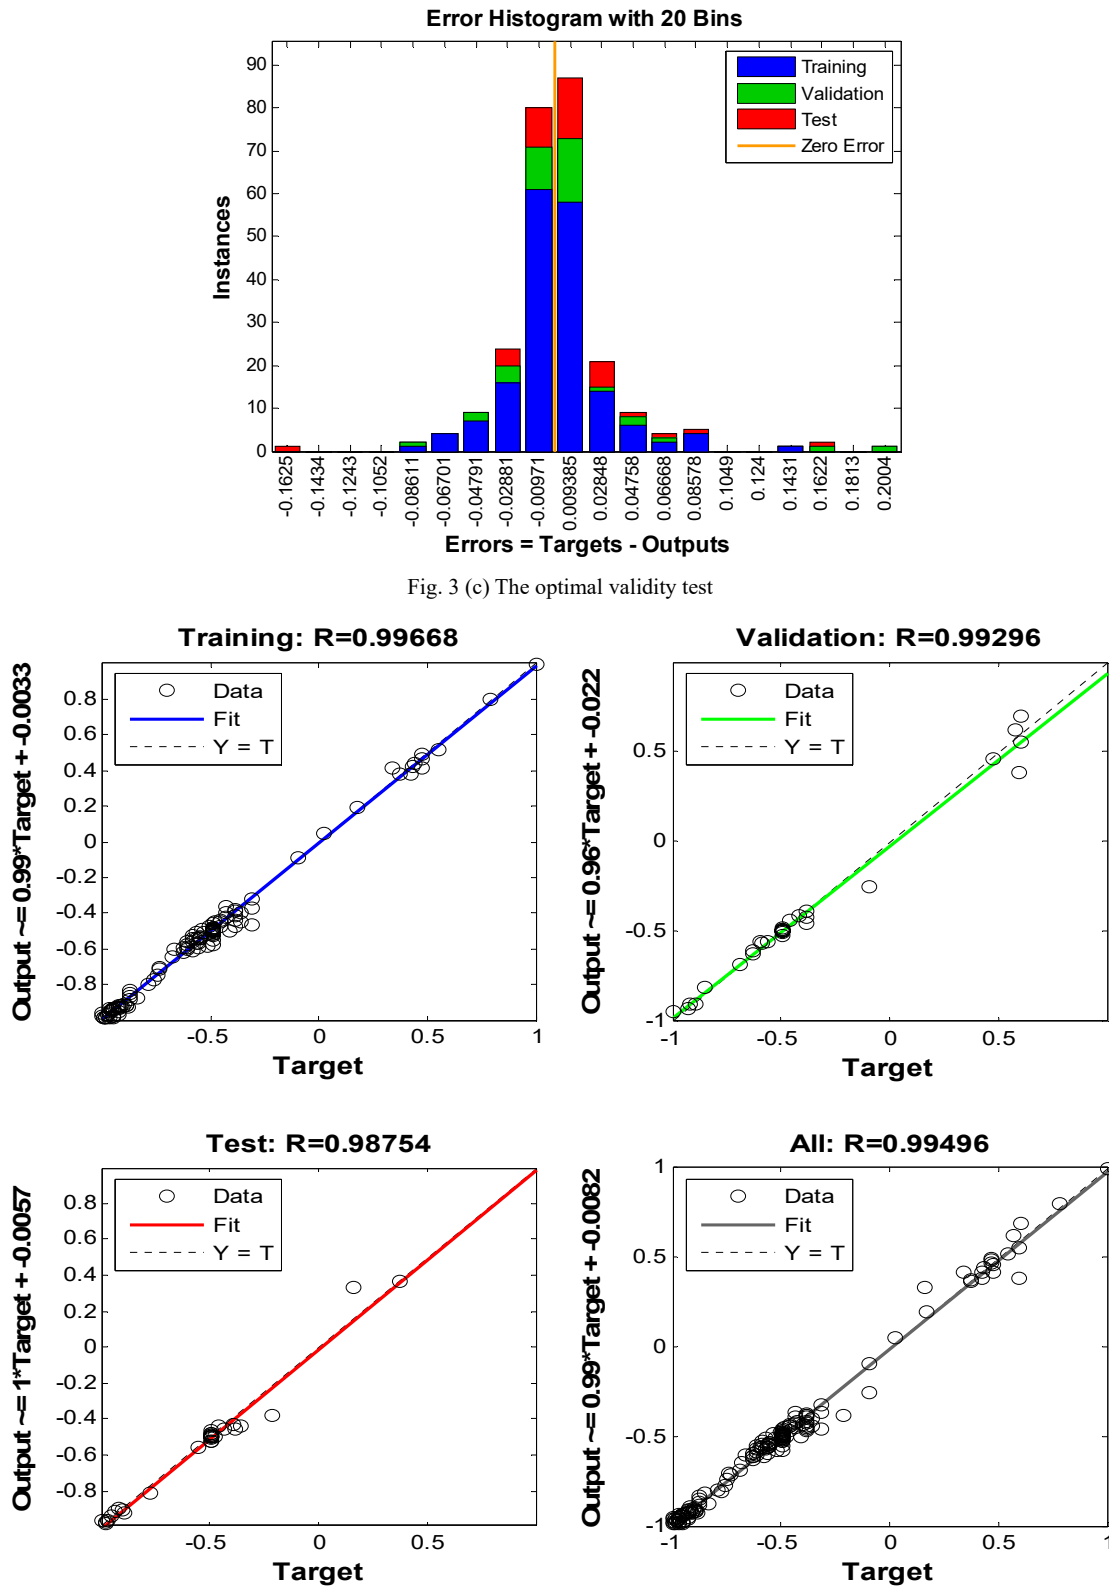 Error Histogram with 20 Bins
90
80
70
60
50
40
30
20
10
0
Instances
Training
Validation
Test
Zero Error
-0.1625
-0.1434
-0.1243
-0.1052
-0.08611
-0.06701
-0.04791
-0.02881
-0.00971
0.009385
0.02848
0.04758
0.06668
0.08578
0.1049
0.124
0.1431
0.1622
0.1813
0.2004
Errors = Targets - Outputs
Fig. 3 (c) The optimal validity test
Training: R=0.99668
Output ~= 0.99*Target + -0.0033
0.8
0.6
0.4
0.2
0
-0.2
-0.4
-0.6
-0.8
Data
Fit
Y = T
-0.5
0
0.5
1
Target
Validation: R=0.99296
Output ~= 0.96*Target + -0.022
0.5
0
-0.5
-1
Data
Fit
Y = T
-1
-0.5
0
0.5
1
Target
Test: R=0.98754
Output ~= 1*Target + -0.0057
0.8
0.6
0.4
0.2
0
-0.2
-0.4
-0.6
-0.8
Data
Fit
Y = T
-0.5
0
0.5
Target
All: R=0.99496
Output ~= 0.99*Target + -0.0082
1
0.5
0
-0.5
-1
Data
Fit
Y = T
-1
-0.5
0
0.5
1
Target